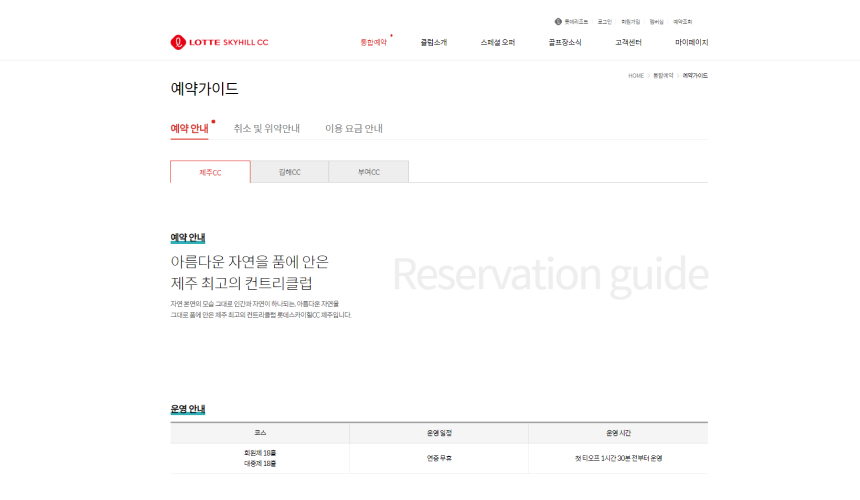 롯데리조트 로그인 회원가입 멤버십 예약조회
LOTTE SKYHILL CC
통합예약 클럽소개 스페셜 오퍼 골프장소식 고객센터 마이페이지
HOME > 통합예약 > 예약가이드
예약가이드
예약 안내 취소 및 위약안내 이용 요금 안내
제주CC 김해CC 부여CC
예약 안내
아름다운 자연을 품에 안은
제주 최고의 컨트리클럽
Reservation guide
자연 본연의 모습 그대로 인간과 자연이 하나되는, 아름다운 자연을
그대로 품에 안은 제주 최고의 컨트리클럽 롯데스카이힐CC 제주입니다.
운영 안내
코스 운영 일정 운영 시간
회원제 18홀
대중제 18홀
연중 무휴
첫 티오프 1시간 30분 전부터 운영